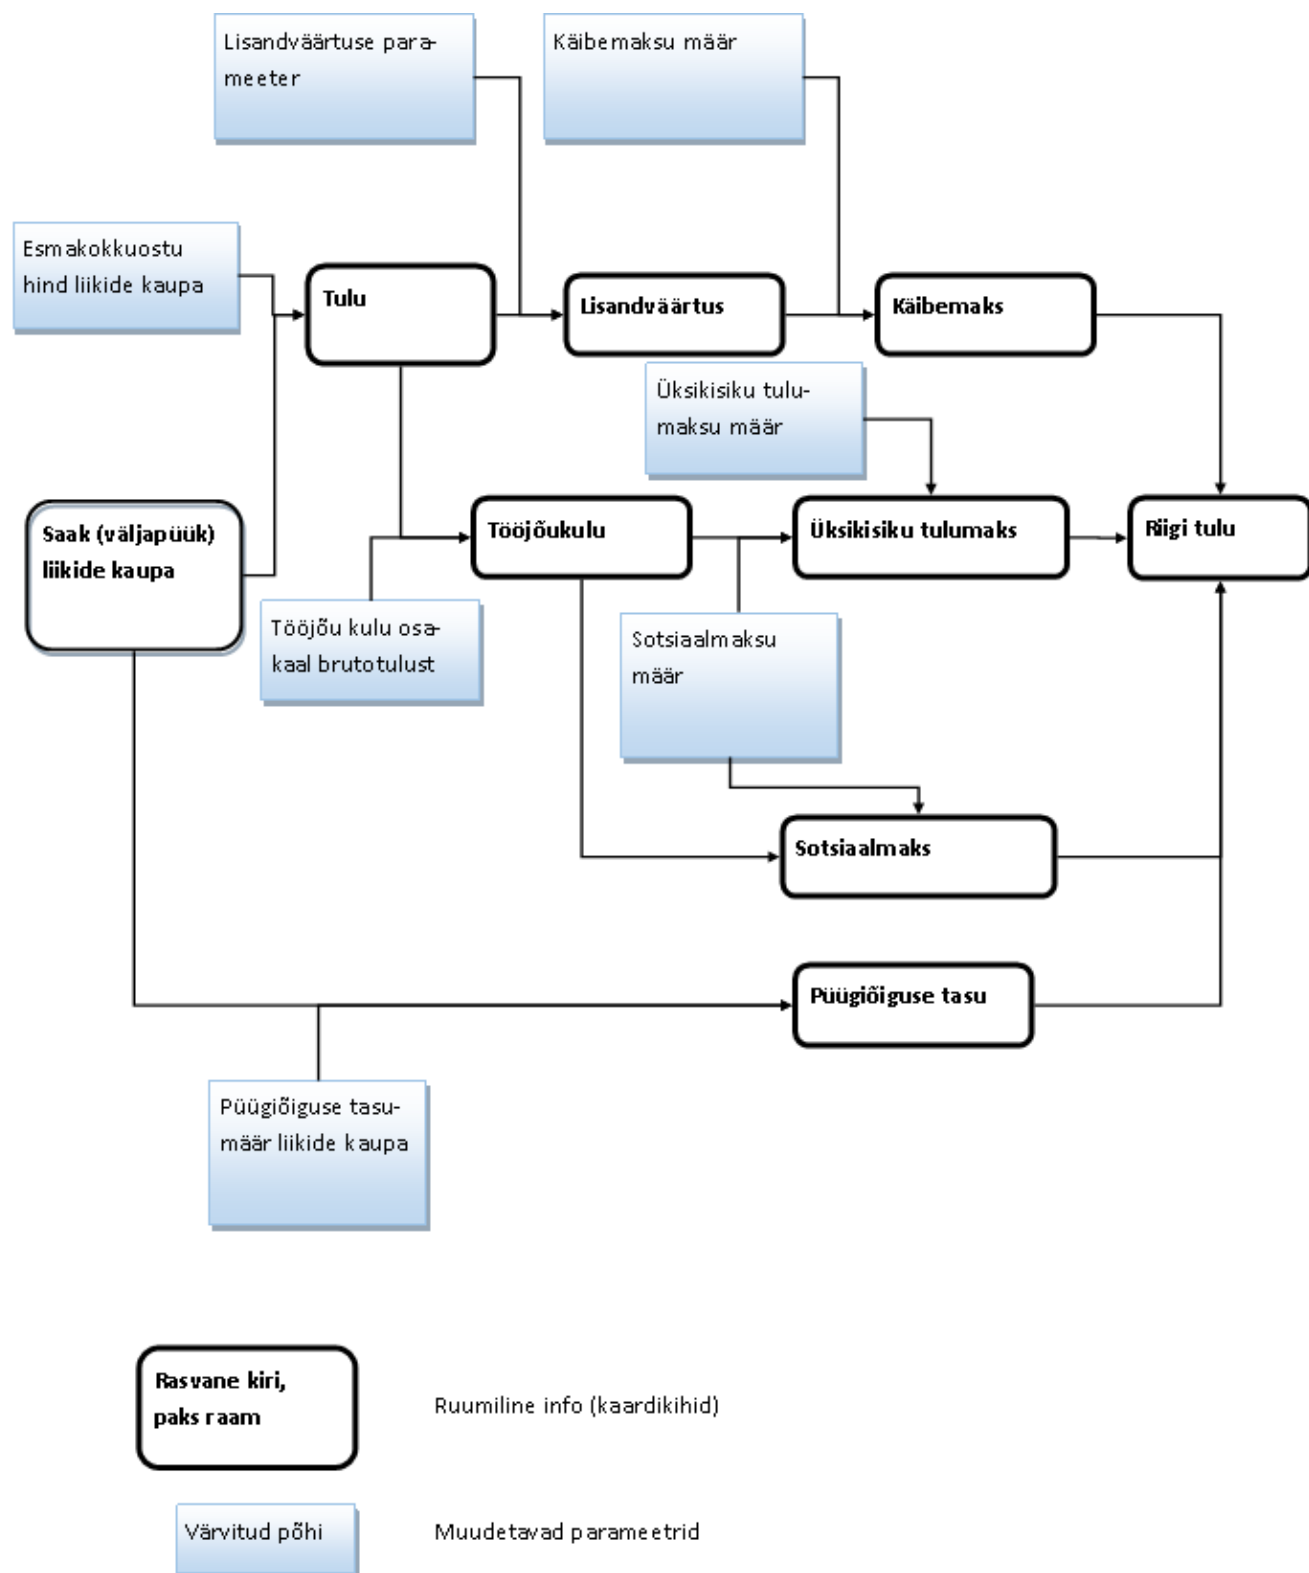 Lisandväärtuse para-
meeter
Käibemaksu määr
Esmakokkuostu
hind liikide kaupa
Tulu
Lisandväärtus
Käibemaks
Üksikisiku tulu-
maksu määr
Saak (väljapüük)
liikide kaupa
Tööjõukulu
Üksikisiku tulumaks
Riigi tulu
Tööjõu kulu osa-
kaal brutotulust
Sotsiaalmaksu
määr
Sotsiaalmaks
Püügiõiguse tasu
Püügiõiguse tasu-
määr liikide kaupa
Rasvane kiri,
paks raam
Ruumiline info (kaardikihid)
Värvitud põhi
Muudetavad parameetrid